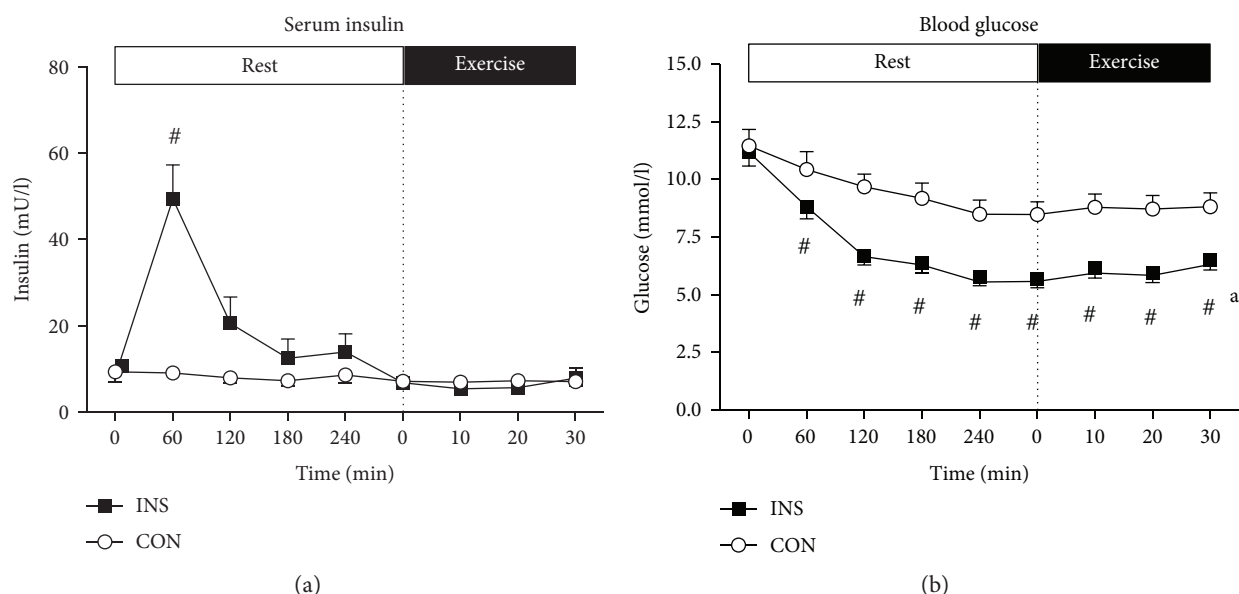 Serum insulin
Rest Exercise
80
60
40
20
0
Insulin (mU/l)
#
0 60 120 180 240 0 10 20 30
Time (min)
INS
CON
(a)
Blood glucose
Rest Exercise
15.0
12.5
10.0
7.5
5.0
2.5
0.0
Glucose (mmol/l)
# # # # # # # # a
0 60 120 180 240 0 10 20 30
Time (min)
INS
CON
(b)